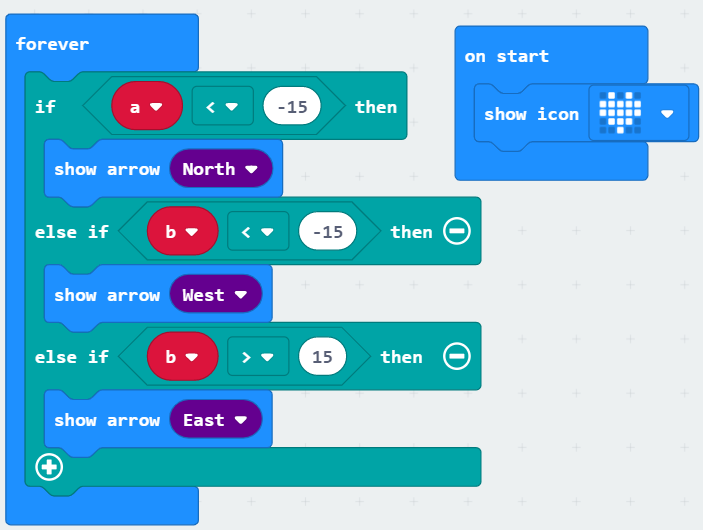 forever
if a < -15 then
show arrow North
else if b < -15 then
show arrow West
else if b > 15 then
show arrow East
on start
show icon